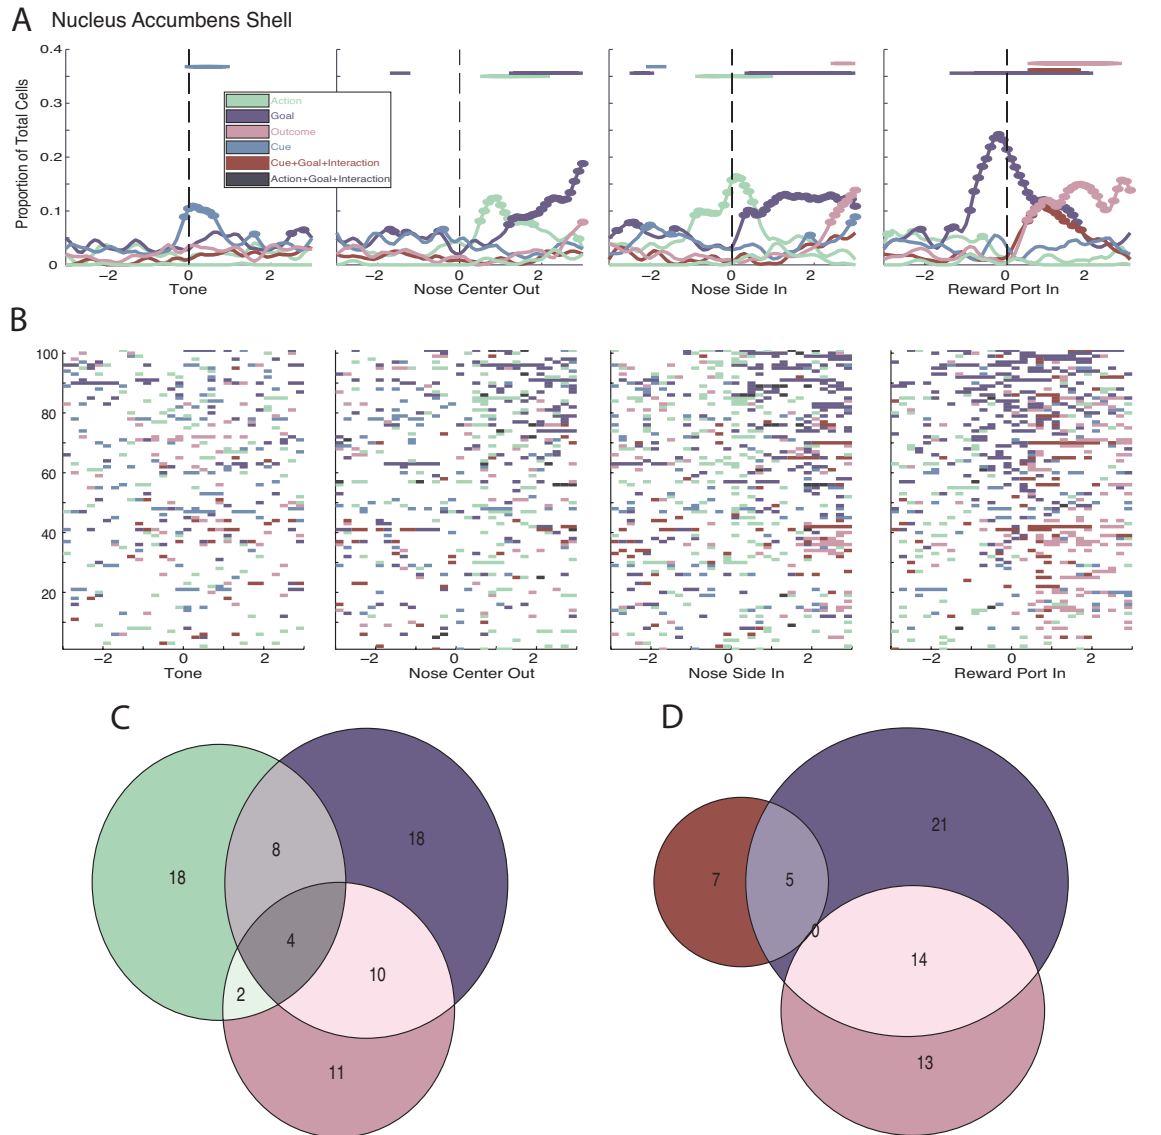 A Nucleus Accumbens Shell
Proportion of Total Cells
0.4
0.3
0.2
0.1
0
Action
Goal
Outcome
Cue
Cue+Goal+Interaction
Action+Goal+Interaction
−2 0 2 −2 0 2 −2 0 2 −2 0 2
Tone Nose Center Out Nose Side In Reward Port In
B
100
80
60
40
20
−2 0 2 −2 0 2 −2 0 2 −2 0 2
Tone Nose Center Out Nose Side In Reward Port In
C
18
8
18
4
2
10
11
D
21
7
5
0
14
13